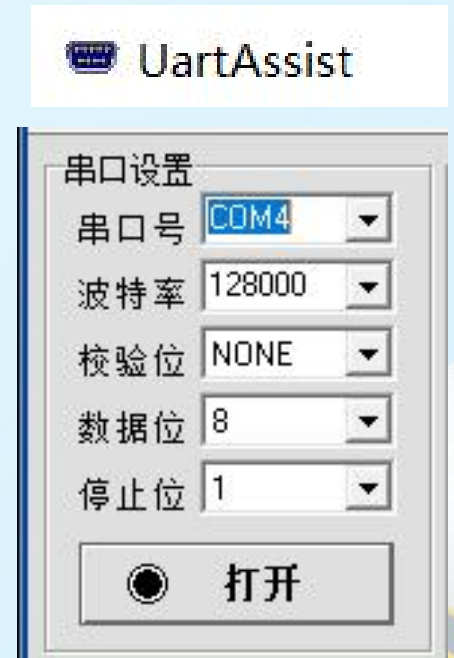 UartAssist
串口设置
串口号 COM4
波特率 128000
校验位 NONE
数据位 8
停止位 1
打开